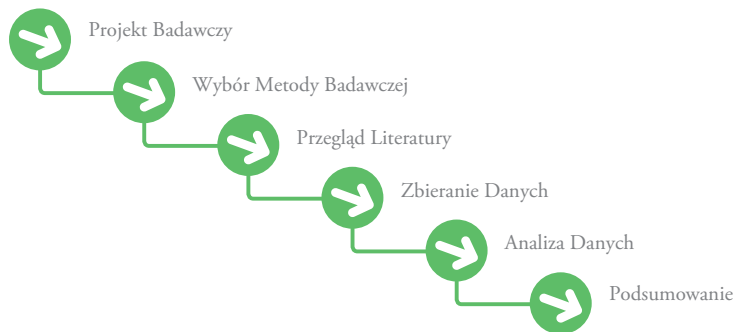 Projekt Badawczy
Wybór Metody Badawczej
Przegląd Literatury
Zbieranie Danych
Analiza Danych
Podsumowanie